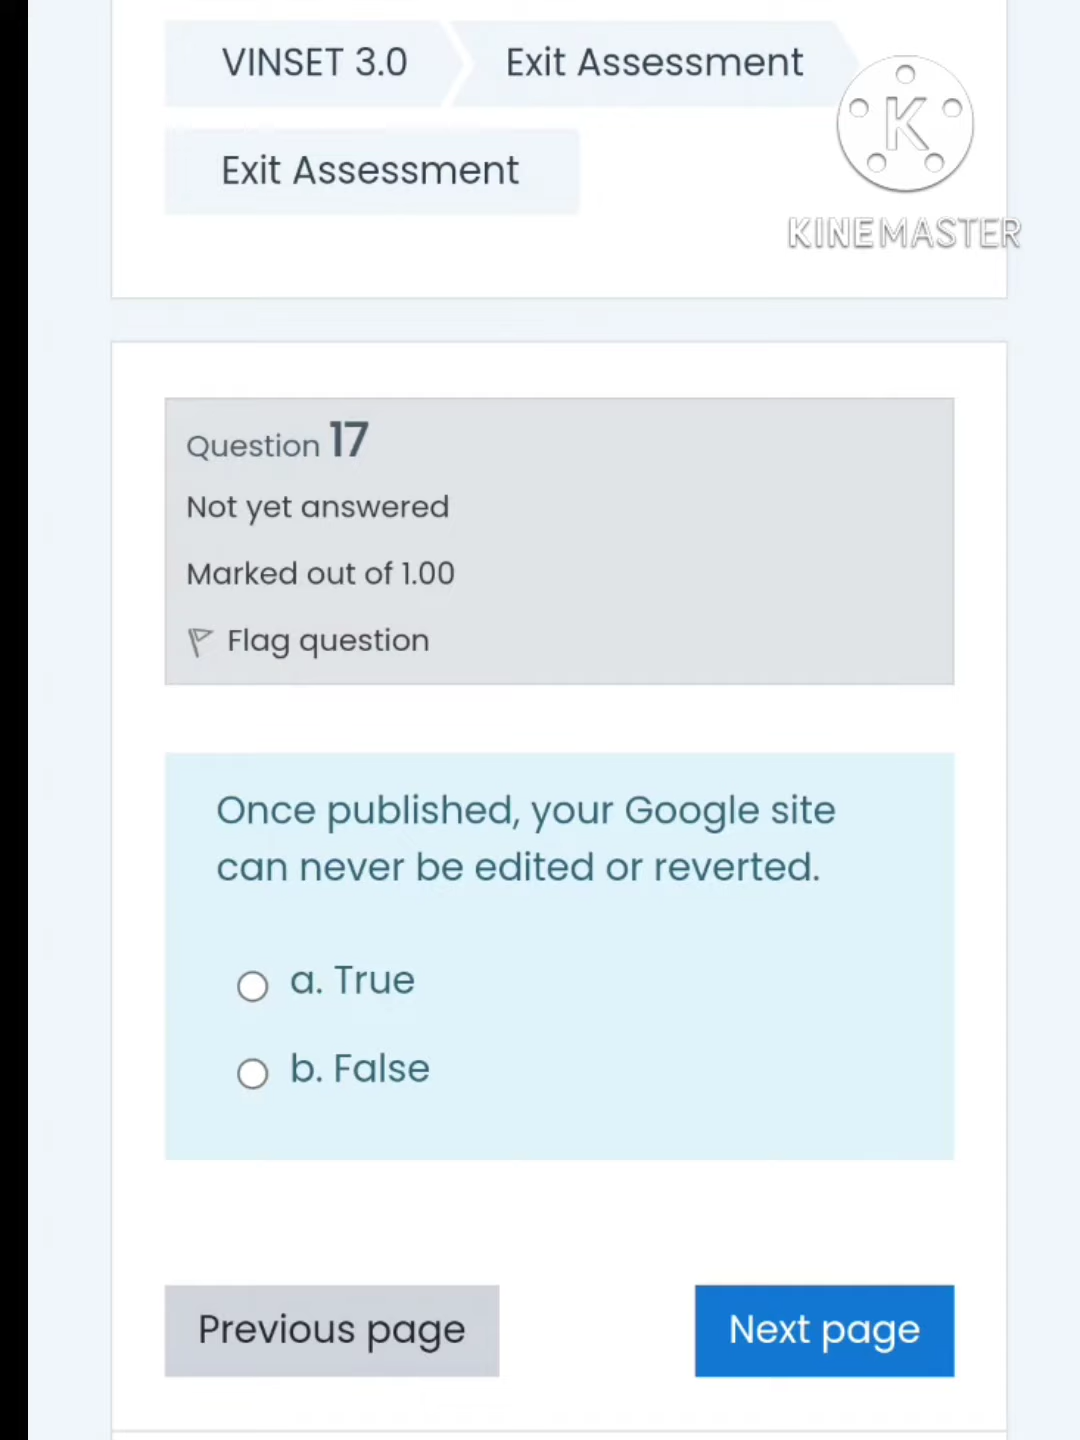 VINSET 3.0
Exit Assessment
Exit Assessment
K
KINEMASTER
Question 17
Not yet answered
Marked out of 1.00
Flag question
Once published, your Google site
can never be edited or reverted.
a. True
b. False
Previous page
Next page